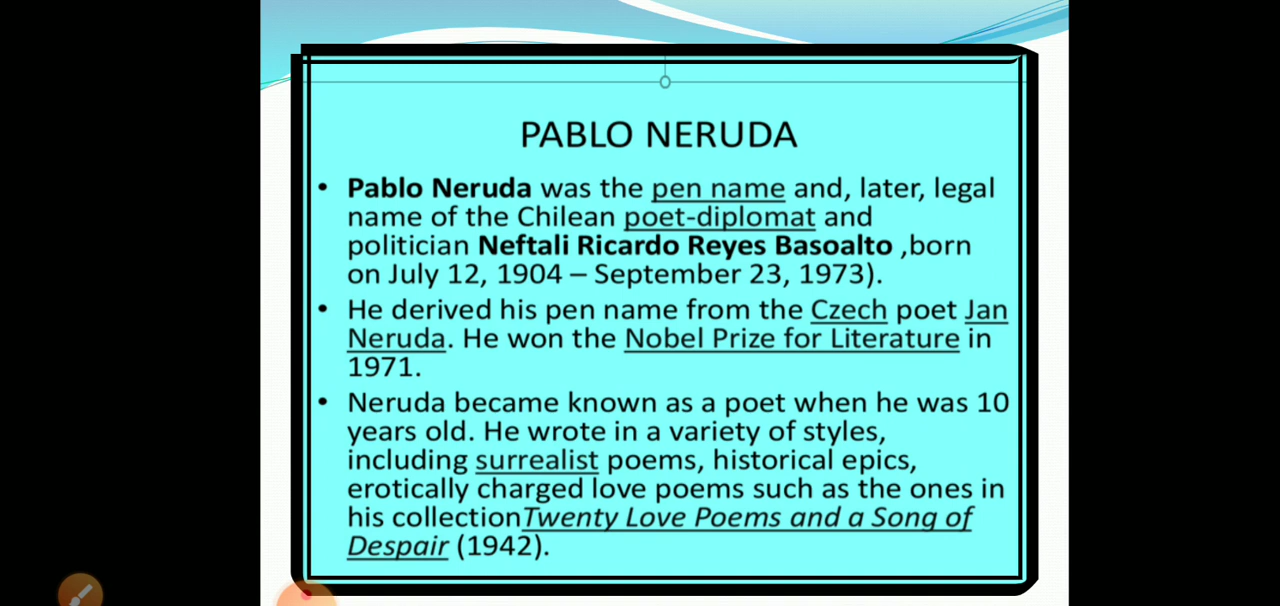 PABLO NERUDA
• Pablo Neruda was the pen name and, later, legal
name of the Chilean poet-diplomat and
politician Neftali Ricardo Reyes Basoalto ,born
on July 12, 1904 – September 23, 1973).
• He derived his pen name from the Czech poet Jan
Neruda. He won the Nobel Prize for Literature in
1971.
• Neruda became known as a poet when he was 10
years old. He wrote in a variety of styles,
including surrealist poems, historical epics,
erotically charged love poems such as the ones in
his collectionTwenty Love Poems and a Song of
Despair (1942).